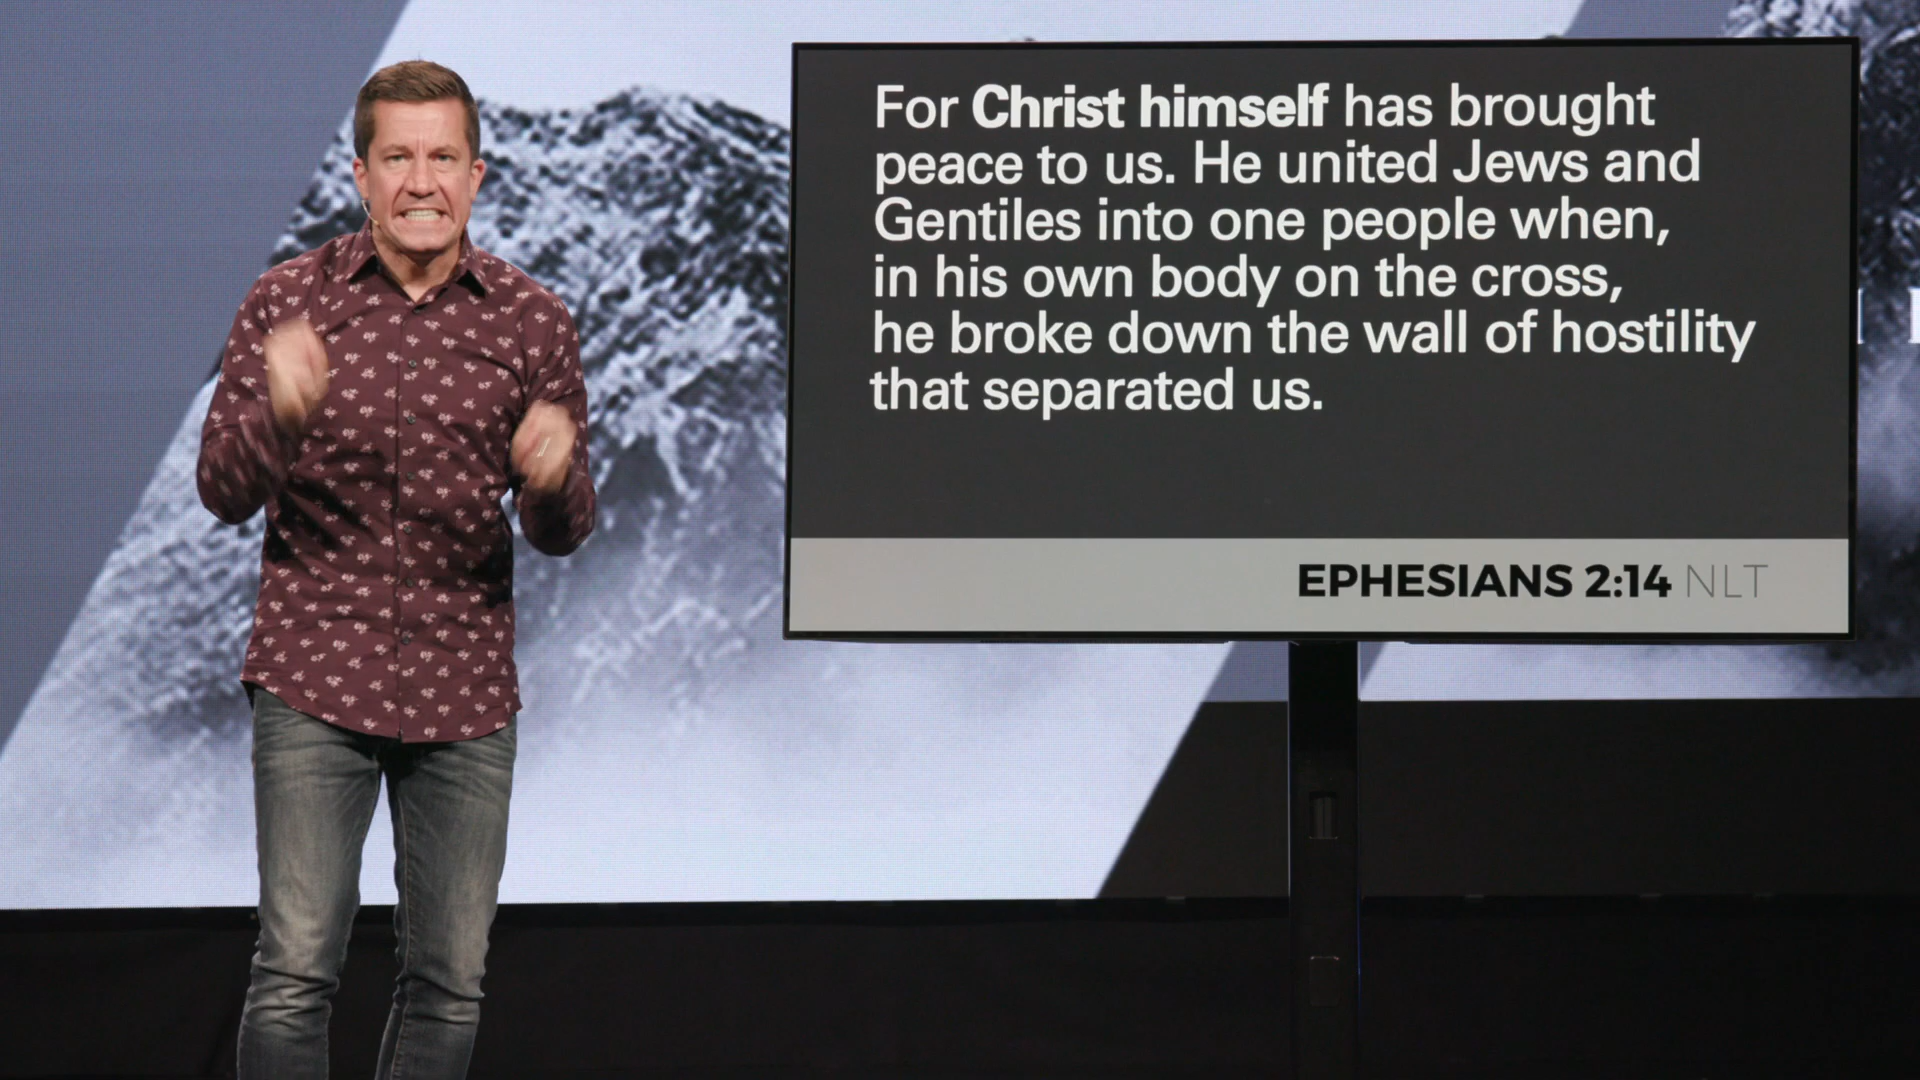 For Christ himself has brought
peace to us. He united Jews and
Gentiles into one people when,
in his own body on the cross,
he broke down the wall of hostility
that separated us.
EPHESIANS 2:14 NLT